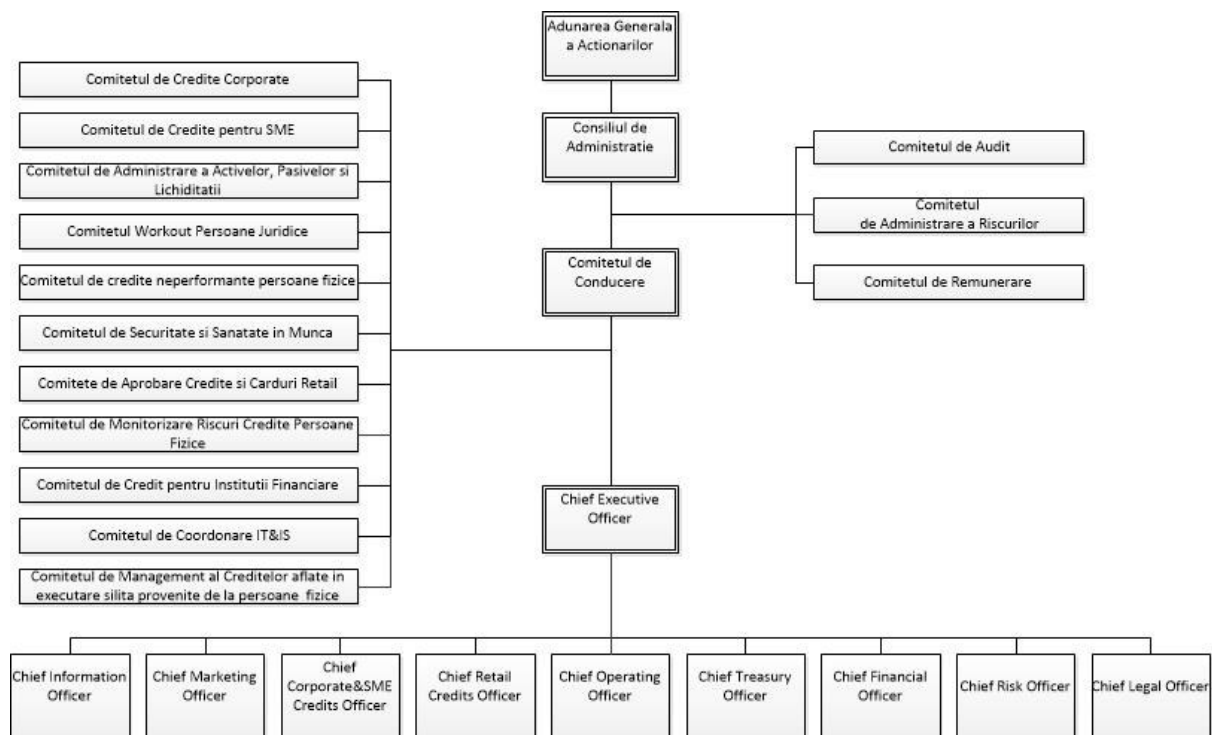 Adunarea Generala
a Actionarilor
Comitetul de Credite Corporate
Comitetul de Credite pentru SME
Comitetul de Administrare a Activelor, Pasivelor si
Lichiditatii
Comitetul Workout Persoane Juridice
Comitetul de credite neperformante persoane fizice
Comitetul de Securitate si Sanatate in Munca
Comitete de Aprobare Credite si Carduri Retail
Comitetul de Monitorizare Riscuri Credite Persoane
Fizice
Comitetul de Credit pentru Institutii Financiare
Comitetul de Coordonare IT&IS
Comitetul de Management al Creditelor aflate in
executare silita provenite de la persoane fizice
Consiliul de
Administratie
Comitetul de Audit
Comitetul
de Administrare a Riscurilor
Comitetul de Remunerare
Comitetul de
Conducere
Chief Executive
Officer
Chief Information
Officer
Chief Marketing
Officer
Chief
Corporate&SME
Credits Officer
Chief Retail
Credits Officer
Chief Operating
Officer
Chief Treasury
Officer
Chief Financial
Officer
Chief Risk Officer
Chief Legal Officer